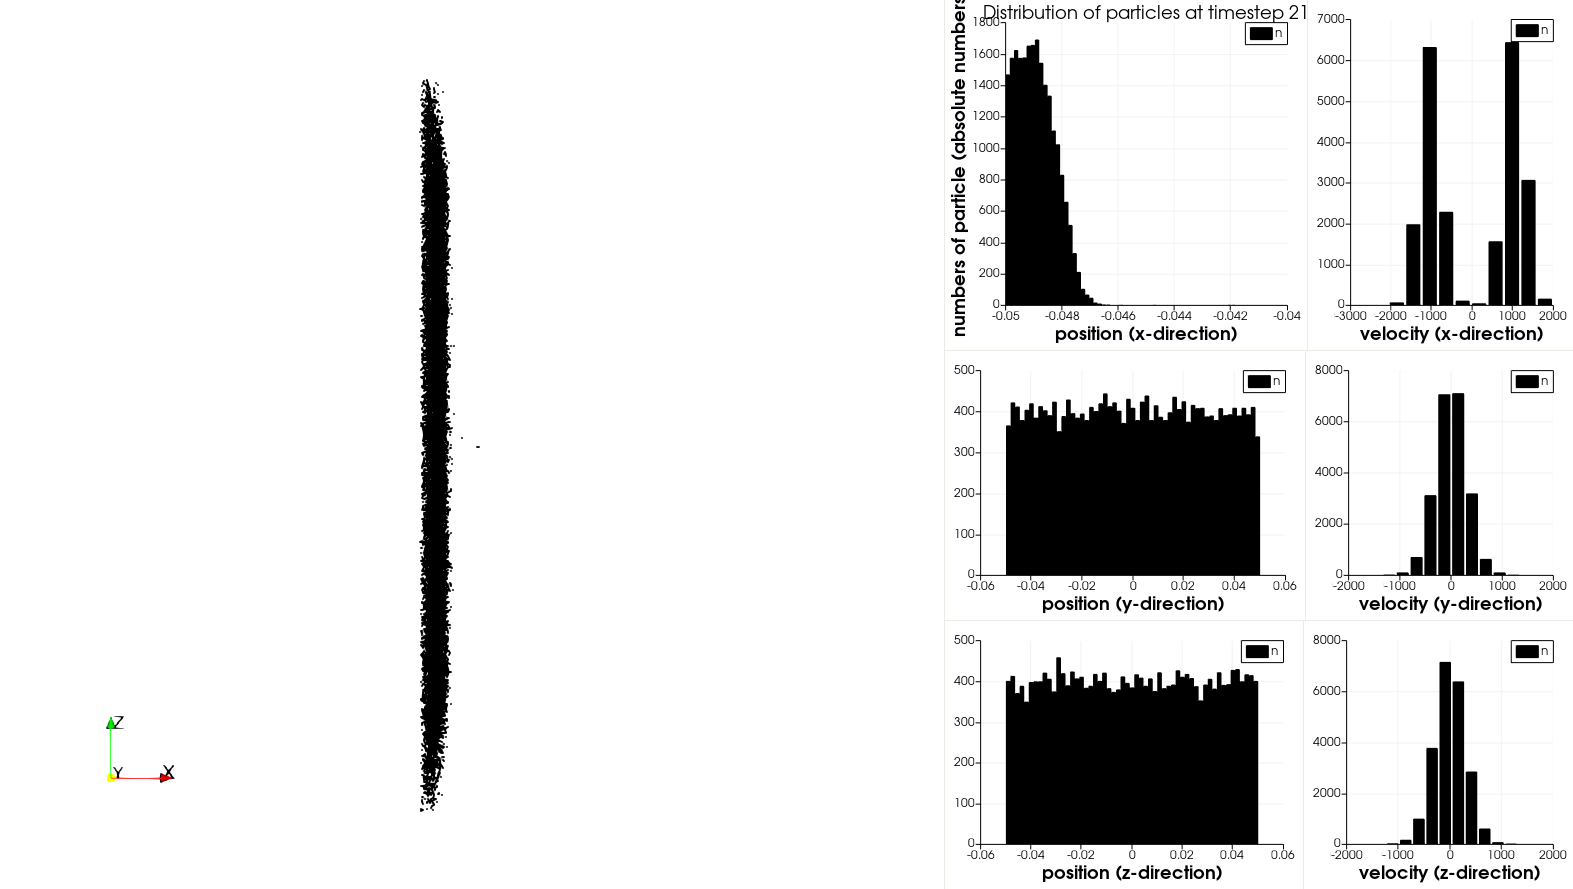 Distribution of particles at timestep 21
numbers of particle (absolute numbers
1800
1600
1400
1200
1000
800
600
400
200
0
n
-0.05 -0.048 -0.046 -0.044 -0.042 -0.04
position (x-direction)
7000
6000
5000
4000
3000
2000
1000
0
n
-3000 -2000 -1000 0 1000 2000
velocity (x-direction)
500
400
300
200
100
0
n
-0.06 -0.04 -0.02 0 0.02 0.04 0.06
position (y-direction)
8000
6000
4000
2000
0
n
-2000 -1000 0 1000 2000
velocity (y-direction)
500
400
300
200
100
0
n
-0.06 -0.04 -0.02 0 0.02 0.04 0.06
position (z-direction)
8000
6000
4000
2000
0
n
-2000 -1000 0 1000 2000
velocity (z-direction)
Z
Y
X